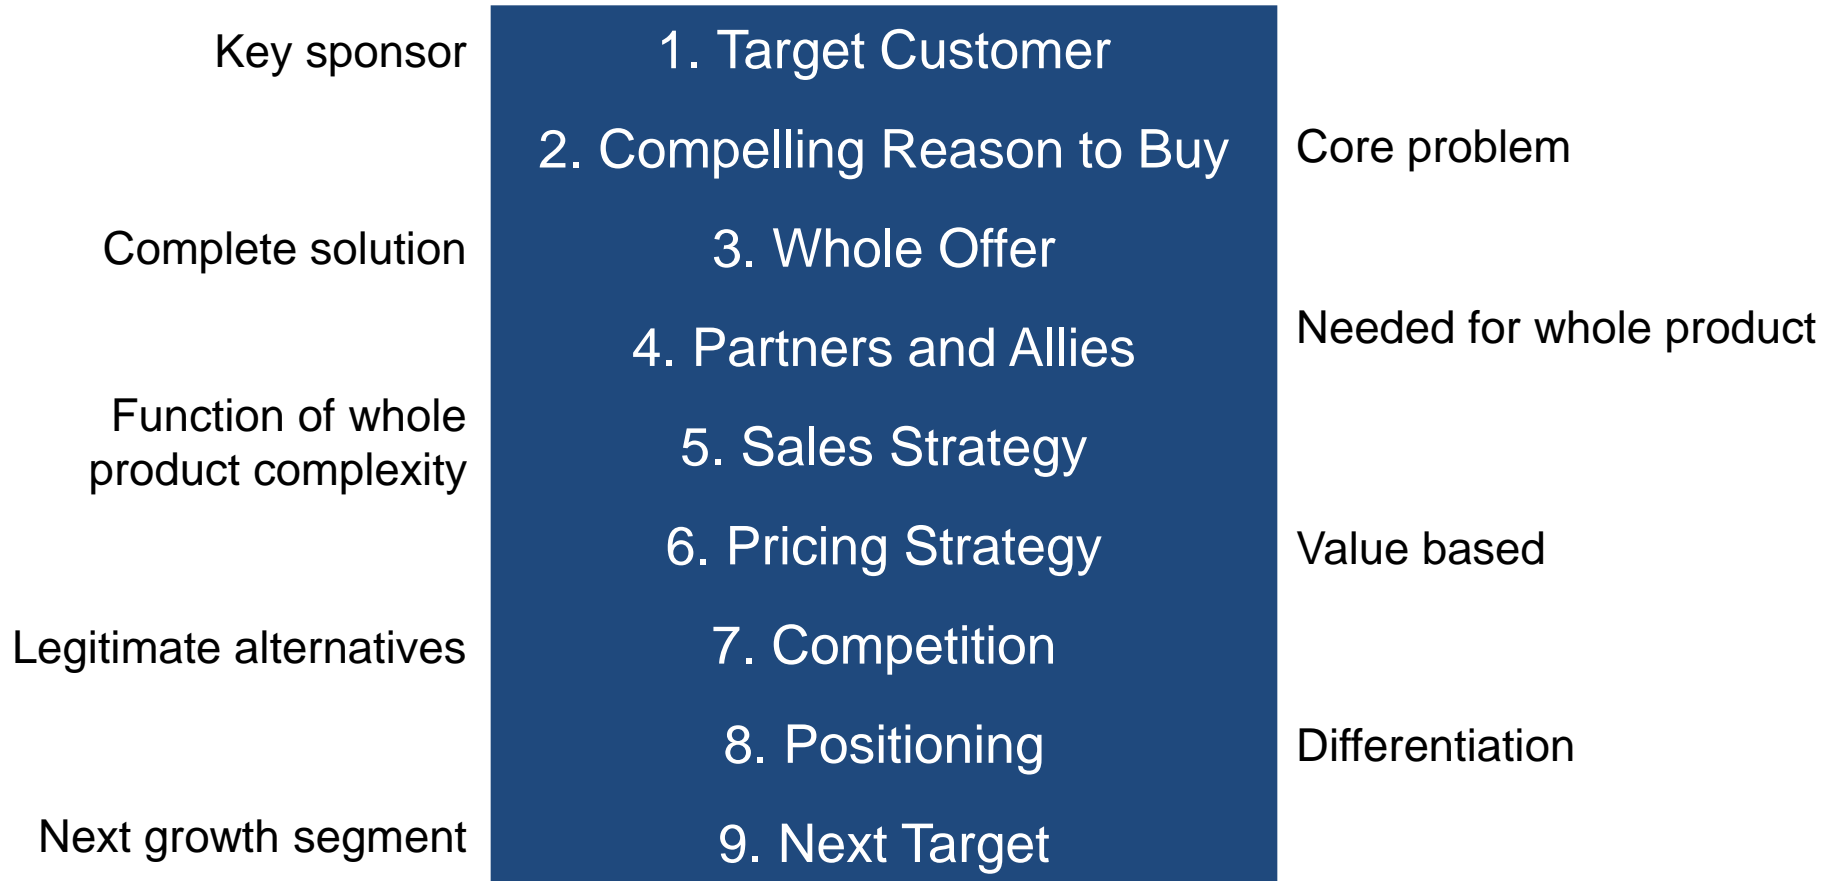 Key sponsor
1. Target Customer
2. Compelling Reason to Buy
Core problem
Complete solution
3. Whole Offer
4. Partners and Allies
Needed for whole product
Function of whole
product complexity
5. Sales Strategy
6. Pricing Strategy
Value based
Legitimate alternatives
7. Competition
8. Positioning
Differentiation
Next growth segment
9. Next Target